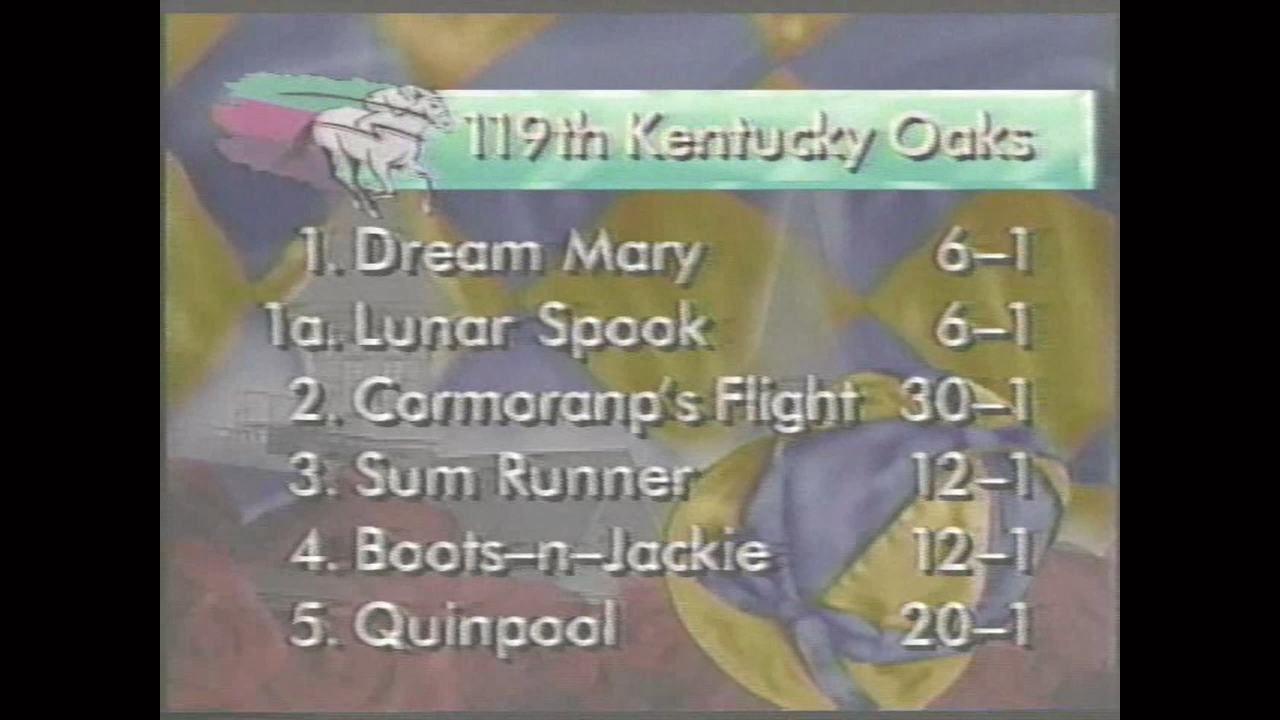 119th Kentucky Oaks
1. Dream Mary 6–1
1a. Lunar Spook 6–1
2. Cormoranp's Flight 30–1
3. Sum Runner 12–1
4. Boots–n–Jackie 12–1
5. Quinpool 20–1